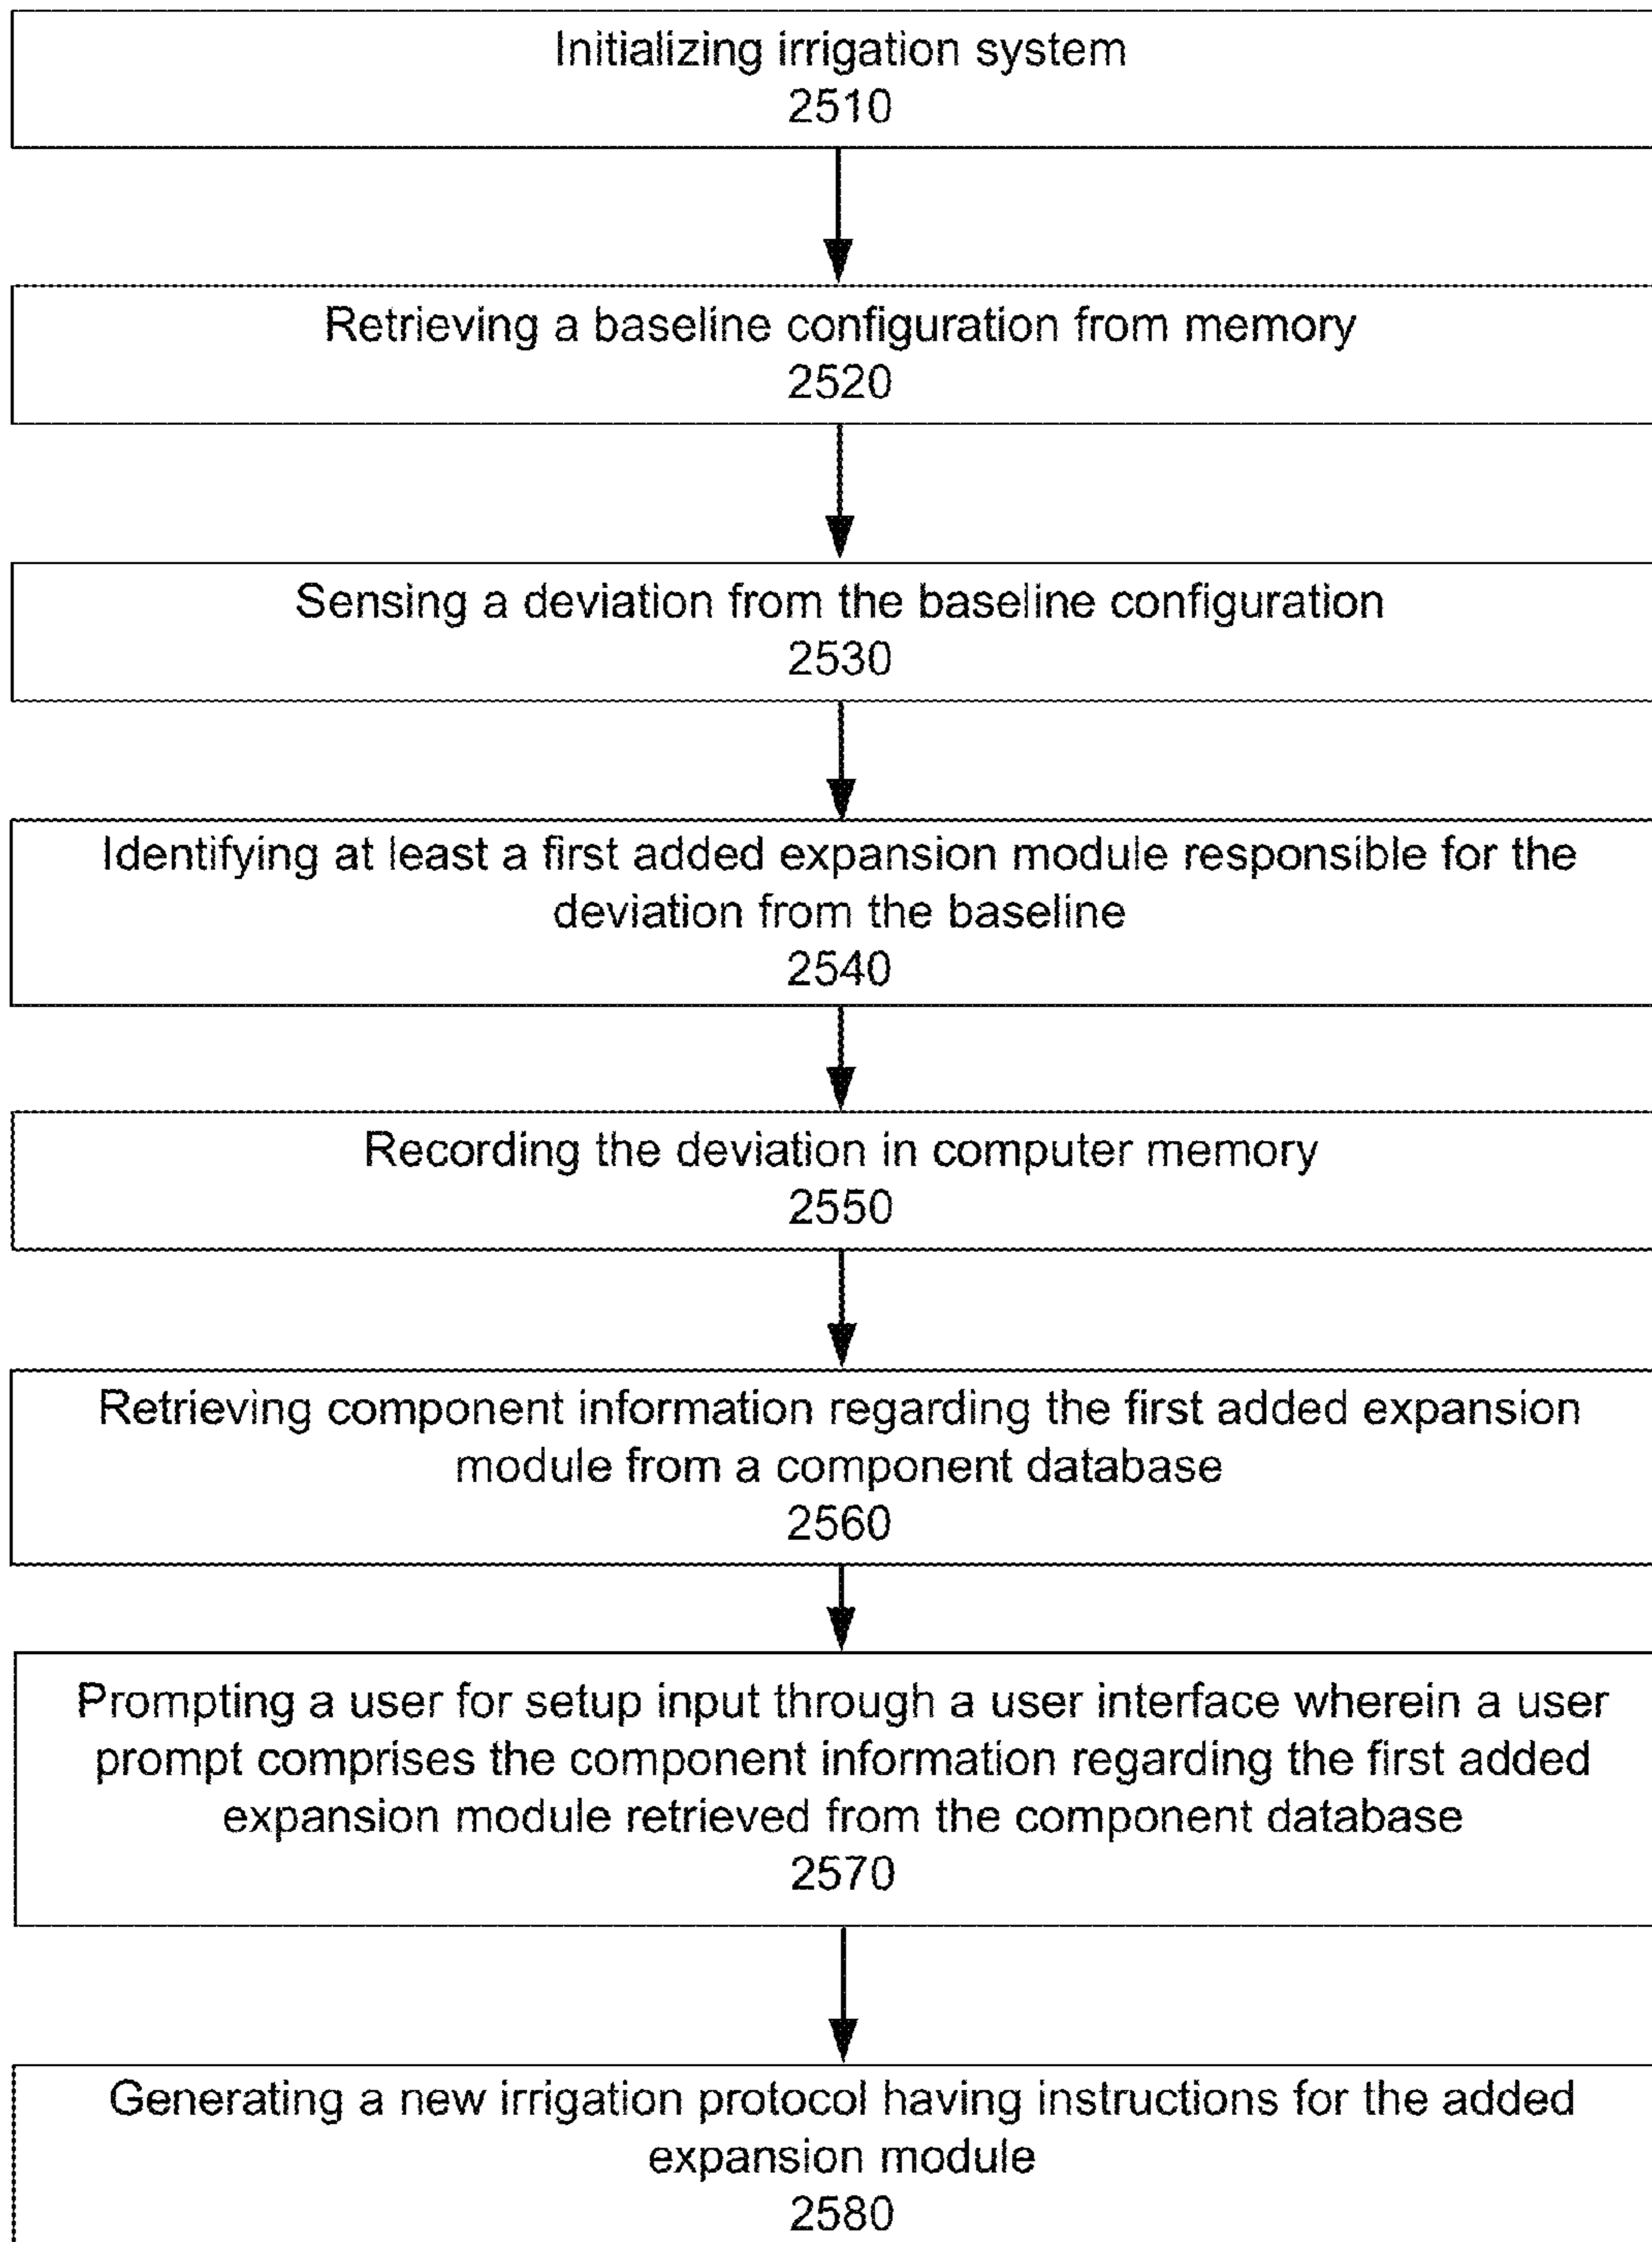 Initializing irrigation system
2510
Retrieving a baseline configuration from memory
2520
Sensing a deviation from the baseline configuration
2530
Identifying at least a first added expansion module responsible for the
deviation from the baseline
2540
Recording the deviation in computer memory
2550
Retrieving component information regarding the first added expansion
module from a component database
2560
Prompting a user for setup input through a user interface wherein a user
prompt comprises the component information regarding the first added
expansion module retrieved from the component database
2570
Generating a new irrigation protocol having instructions for the added
expansion module
2580